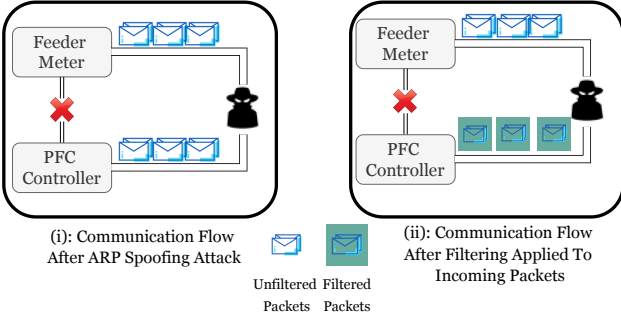 Feeder
Meter
PFC
Controller
(i): Communication Flow
After ARP Spoofing Attack
Feeder
Meter
PFC
Controller
(ii): Communication Flow
After Filtering Applied To
Incoming Packets
Unfiltered
Packets
Filtered
Packets